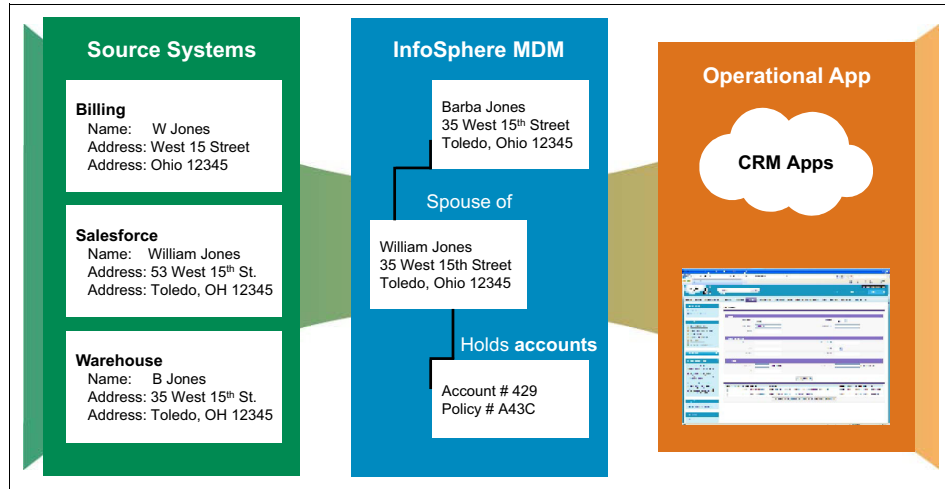 Source Systems
Billing
Name: W Jones
Address: West 15 Street
Address: Ohio 12345
Salesforce
Name: William Jones
Address: 53 West 15th St.
Address: Toledo, OH 12345
Warehouse
Name: B Jones
Address: 35 West 15th St.
Address: Toledo, OH 12345
InfoSphere MDM
Barba Jones
35 West 15th Street
Toledo, Ohio 12345
Spouse of
William Jones
35 West 15th Street
Toledo, Ohio 12345
Holds accounts
Account # 429
Policy # A43C
Operational App
CRM Apps